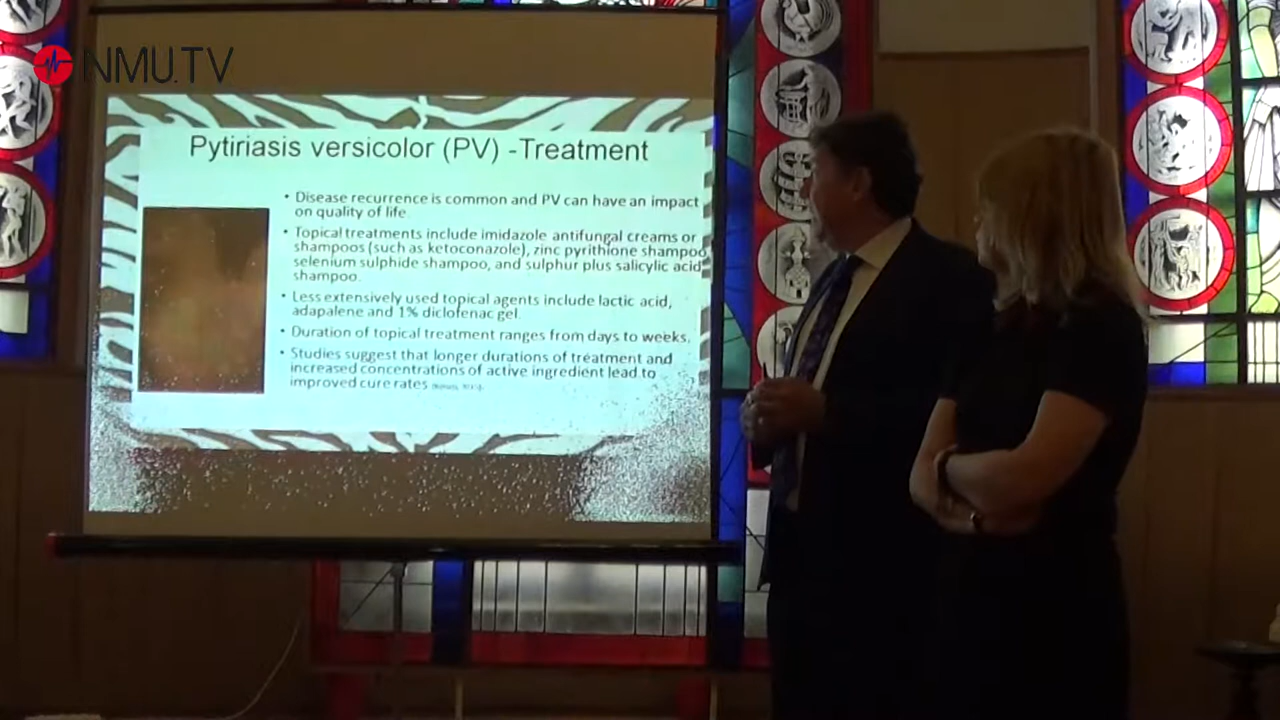 NMU.TV
Pytiriasis versicolor (PV) -Treatment
• Disease recurrence is common and PV can have an impact
on quality of life.
• Topical treatments include imidazole antifungal creams or
shampoos (such as ketoconazole), zinc pyrithione shampoo
selenium sulphide shampoo, and sulphur plus salicylic acid
shampoo.
• Less extensively used topical agents include lactic acid,
adapalene and 1% diclofenac gel.
• Duration of topical treatment ranges from days to weeks.
• Studies suggest that longer durations of treatment and
increased concentrations of active ingredient lead to
improved cure rates